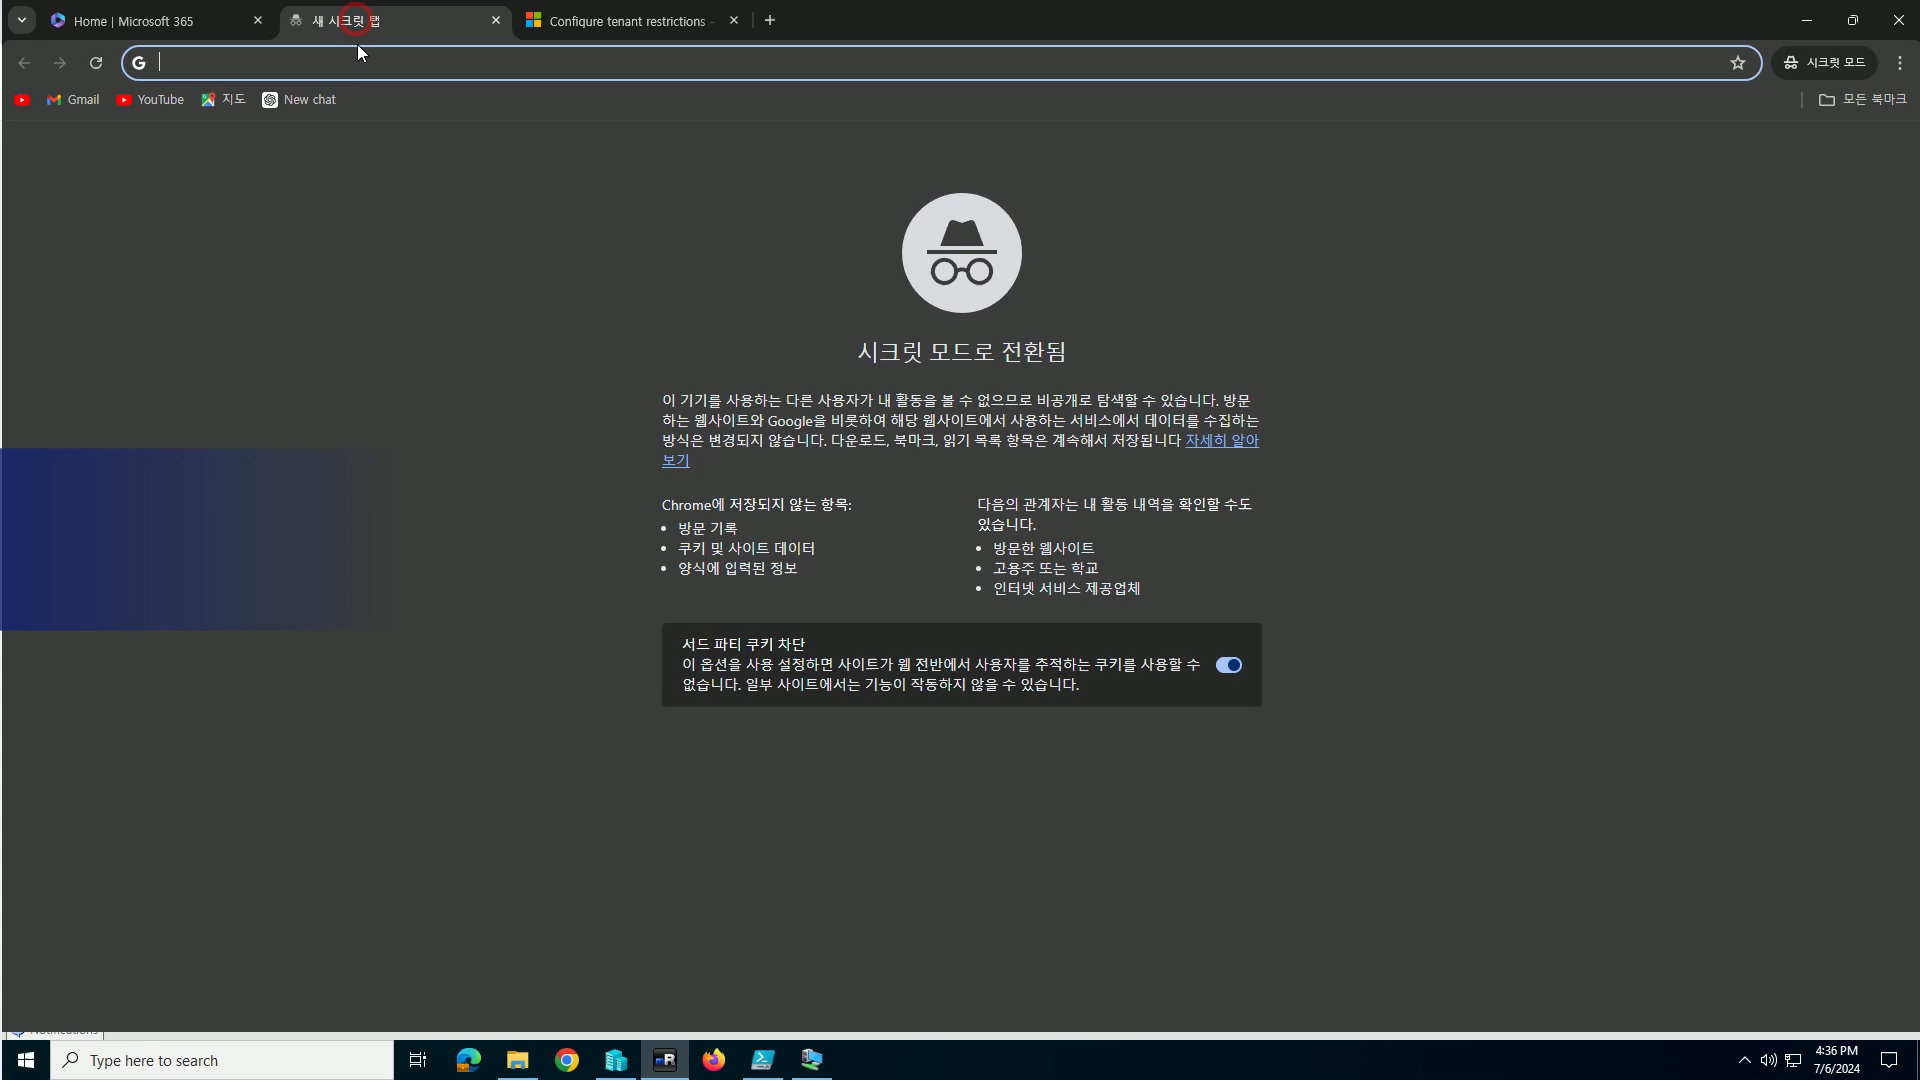 Home | Microsoft 365
새 시크릿 탭
Configure tenant restrictions -
시크릿 모드
Gmail
YouTube
지도
New chat
모든 북마크
시크릿 모드로 전환됨
이 기기를 사용하는 다른 사용자가 내 활동을 볼 수 없으므로 비공개로 탐색할 수 있습니다. 방문
하는 웹사이트와 Google을 비롯하여 해당 웹사이트에서 사용하는 서비스에서 데이터를 수집하는
방식은 변경되지 않습니다. 다운로드, 북마크, 읽기 목록 항목은 계속해서 저장됩니다 자세히 알아
보기
Chrome에 저장되지 않는 항목:
• 방문 기록
• 쿠키 및 사이트 데이터
• 양식에 입력된 정보
다음의 관계자는 내 활동 내역을 확인할 수도
있습니다.
• 방문한 웹사이트
• 고용주 또는 학교
• 인터넷 서비스 제공업체
서드 파티 쿠키 차단
이 옵션을 사용 설정하면 사이트가 웹 전반에서 사용자를 추적하는 쿠키를 사용할 수
없습니다. 일부 사이트에서는 기능이 작동하지 않을 수 있습니다.
Notifications
Type here to search
4:36 PM
7/6/2024